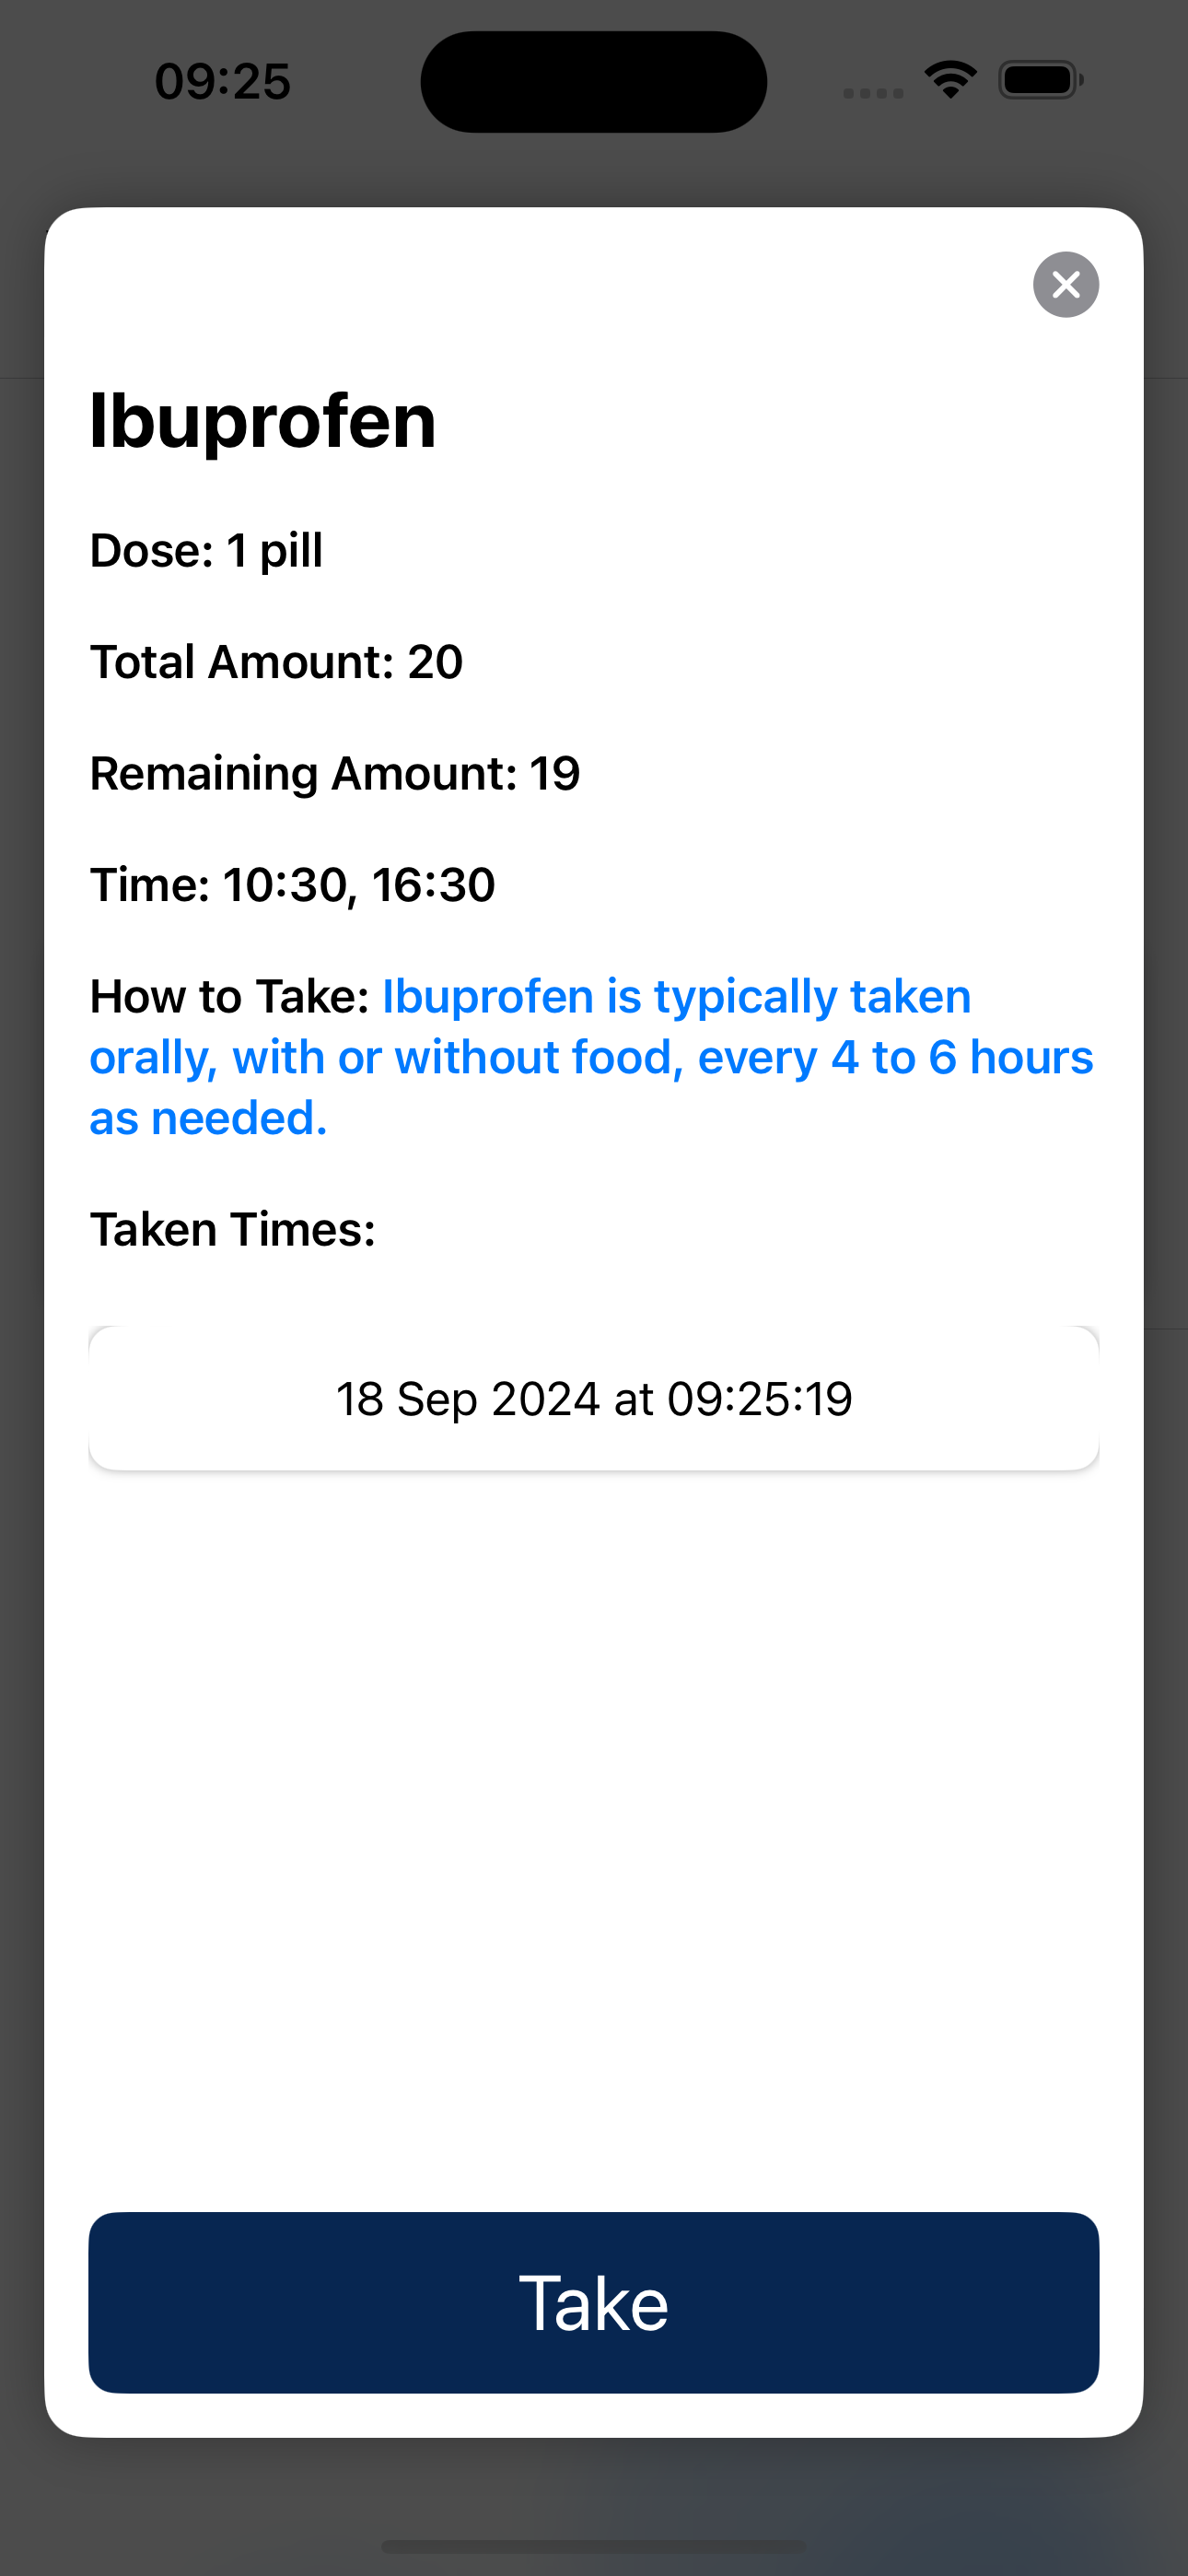 09:25
Ibuprofen
Dose: 1 pill
Total Amount: 20
Remaining Amount: 19
Time: 10:30, 16:30
How to Take: Ibuprofen is typically taken
orally, with or without food, every 4 to 6 hours
as needed.
Taken Times:
18 Sep 2024 at 09:25:19
Take